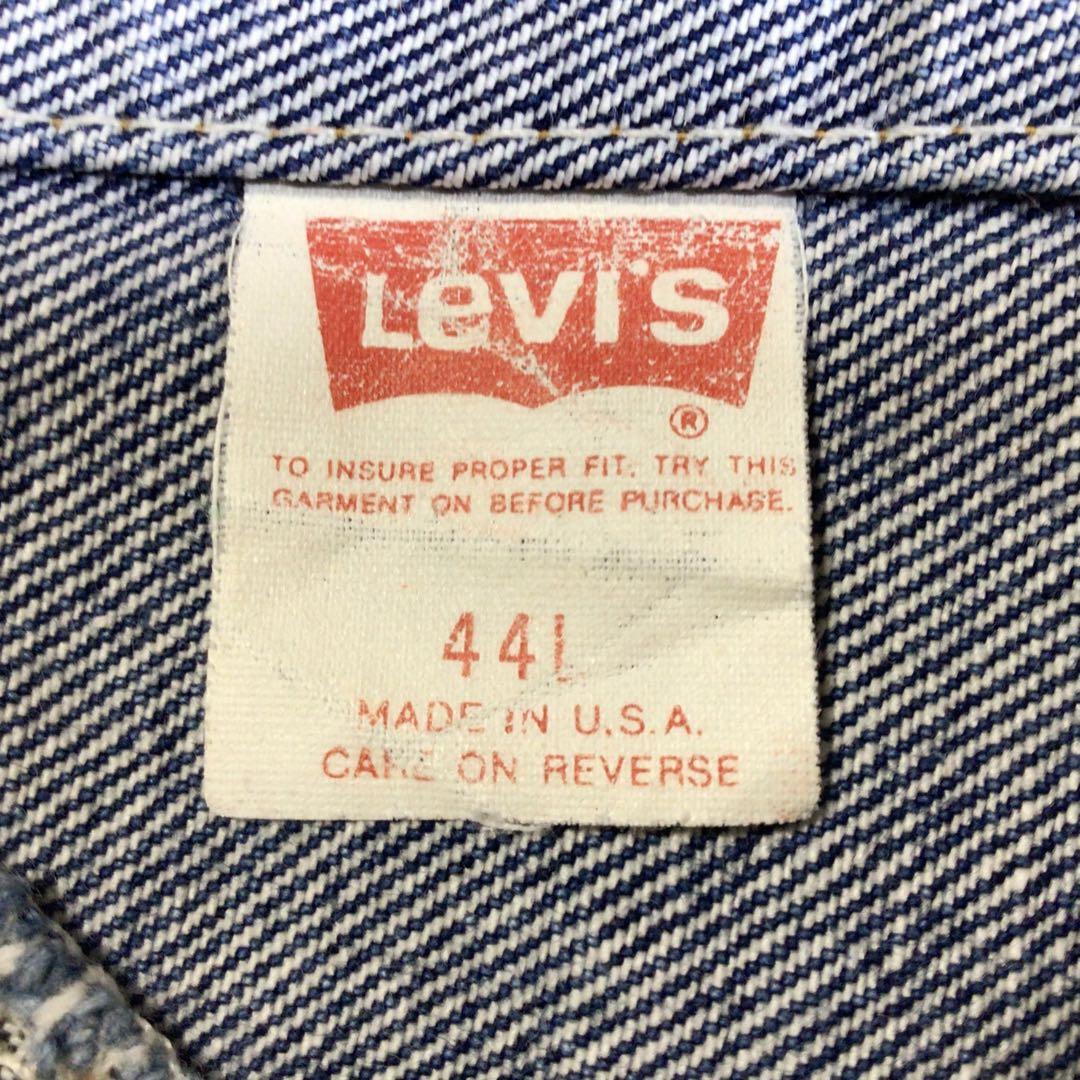 Levi's
®
TO INSURE PROPER FIT, TRY THIS
GARMENT ON BEFORE PURCHASE.
44L
MADE IN U.S.A.
CARE ON REVERSE